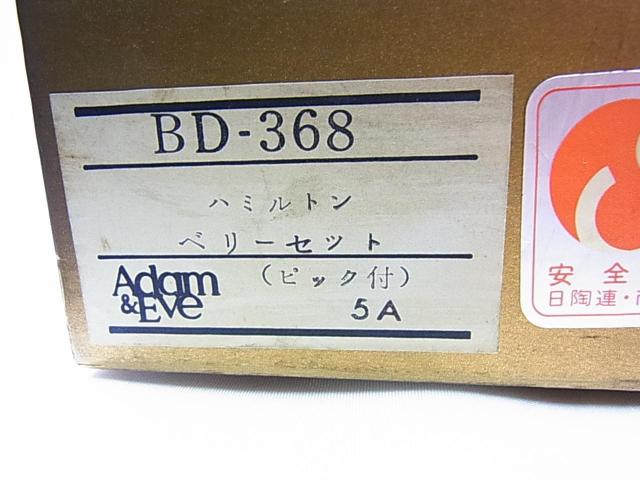 BD-368
ハミルトン
ベリーセット
(ピック付)
Adam
&Eve
5A
安全
日陶連・